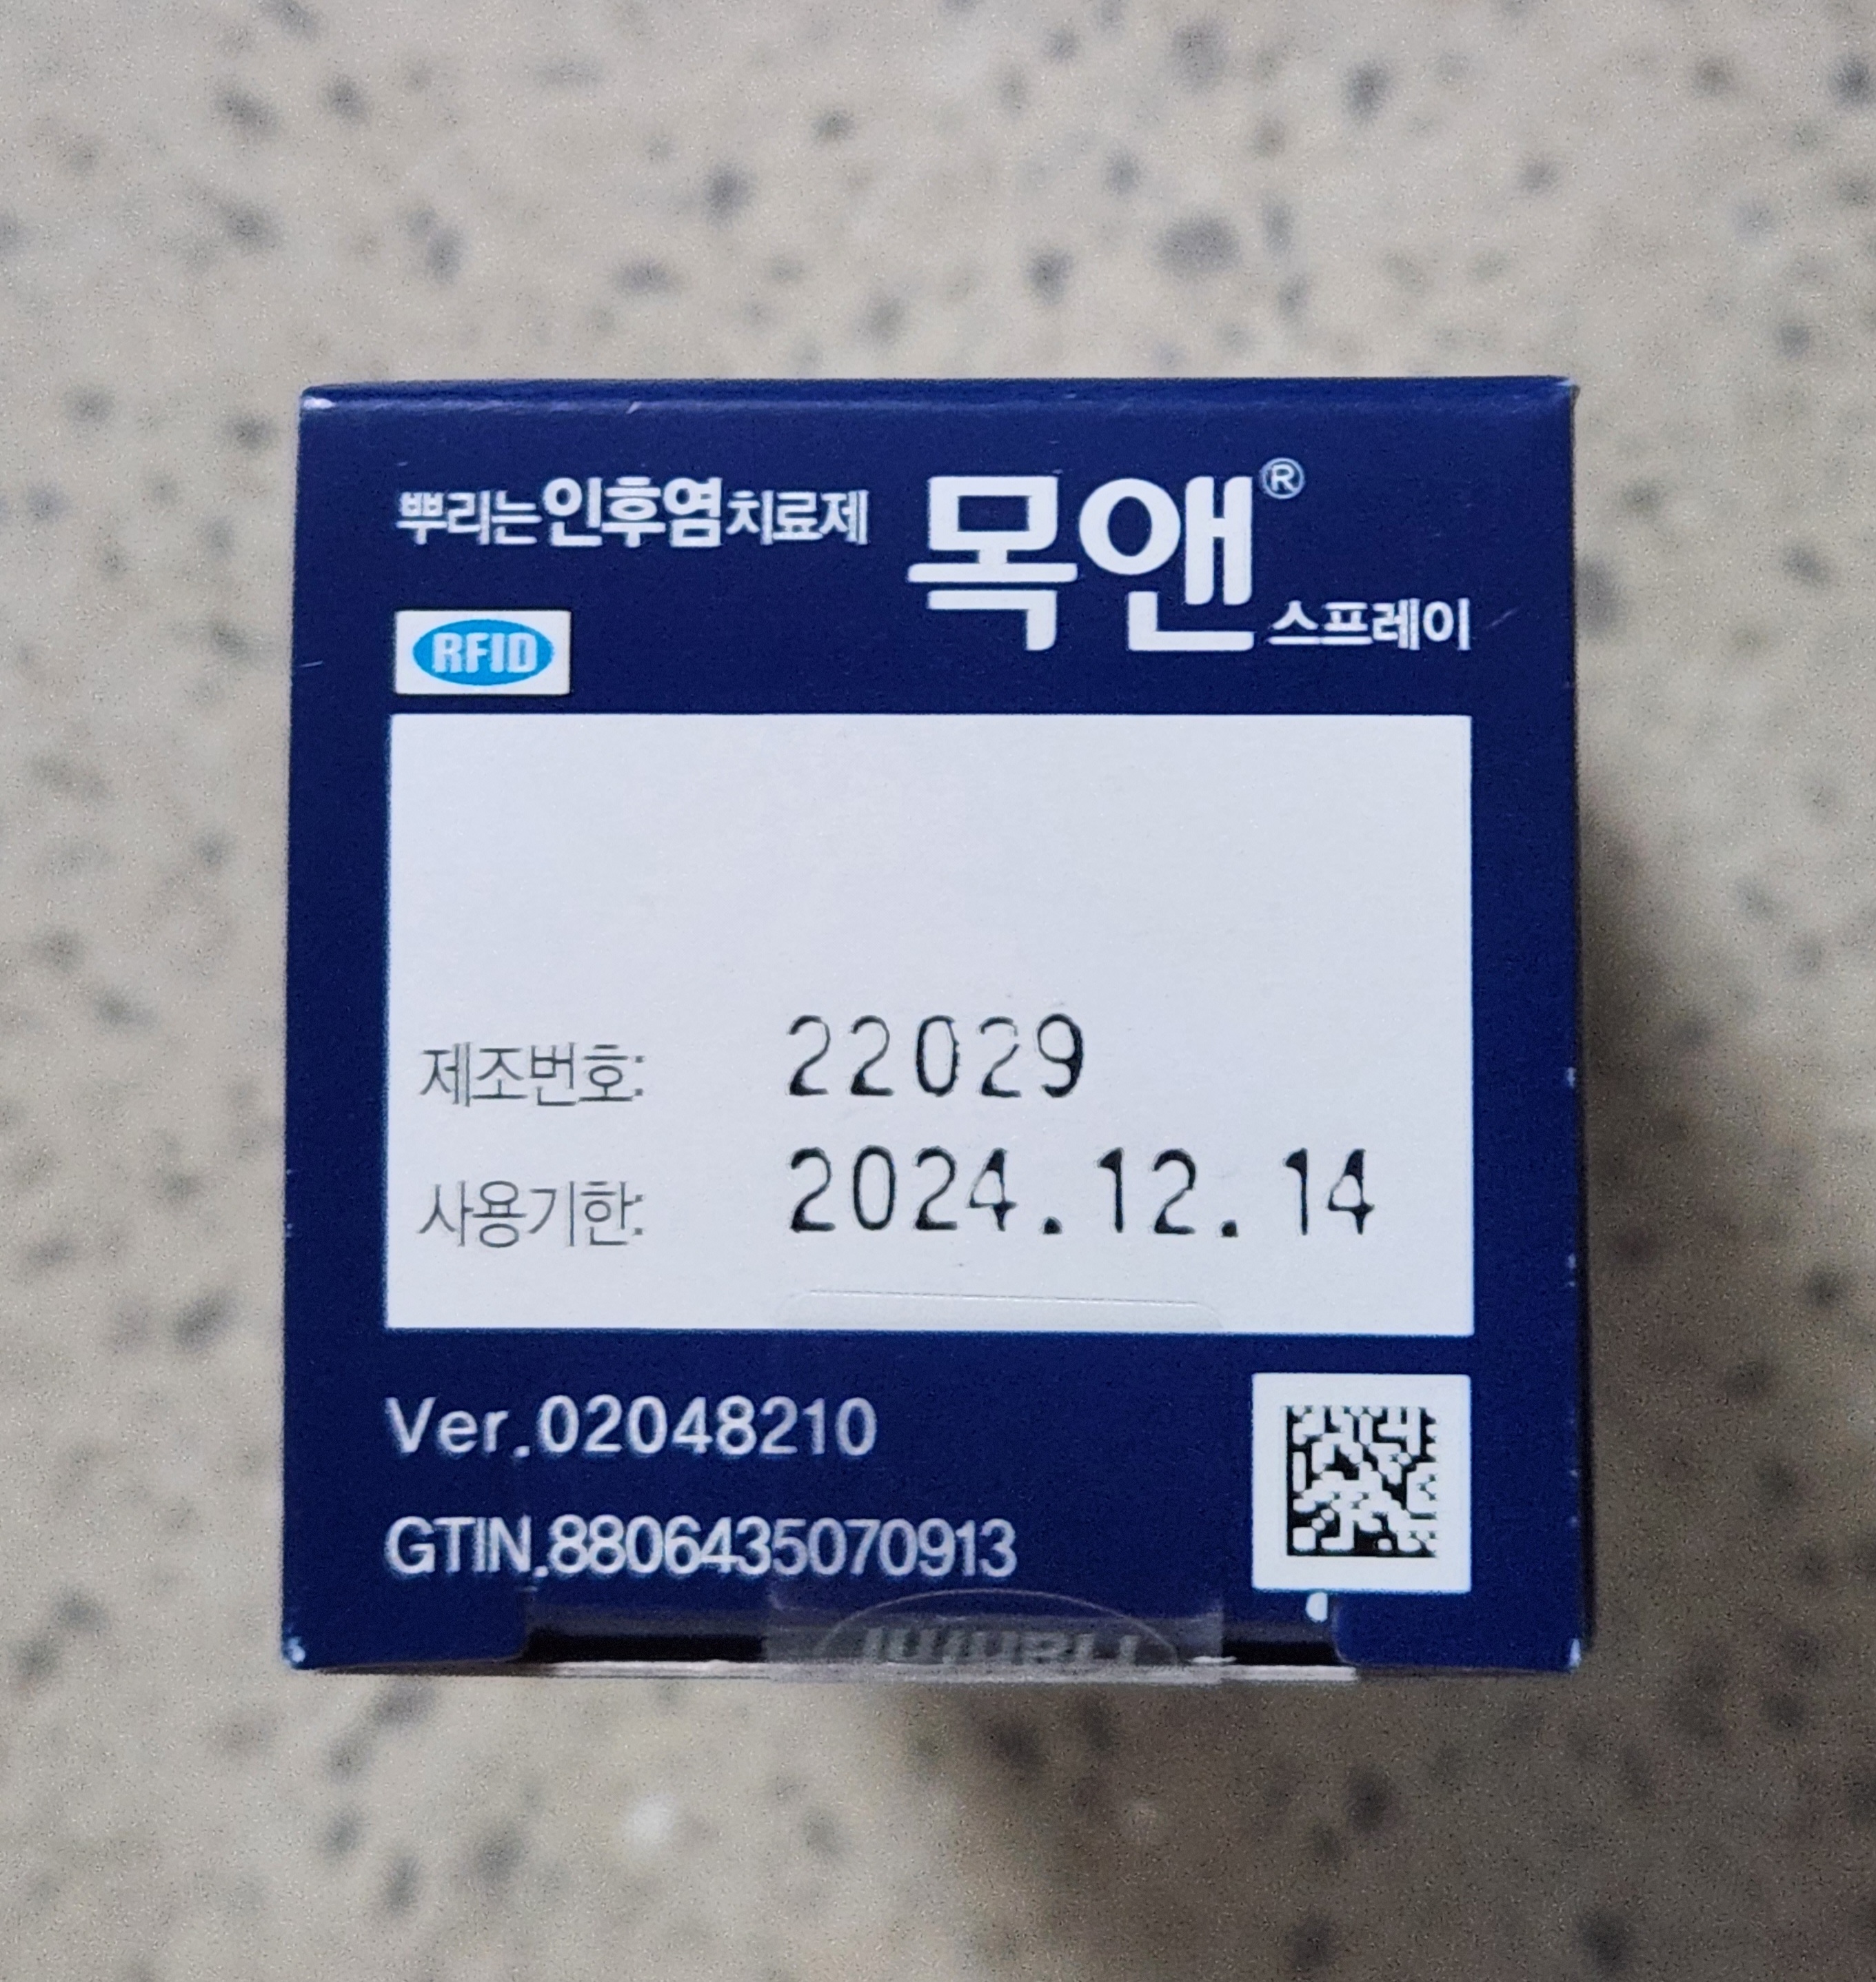 뿌리는 인후염 치료제 목앤® 스프레이
RFID
제조번호: 22029
사용기한: 2024.12.14
Ver.02048210
GTIN.8806435070913